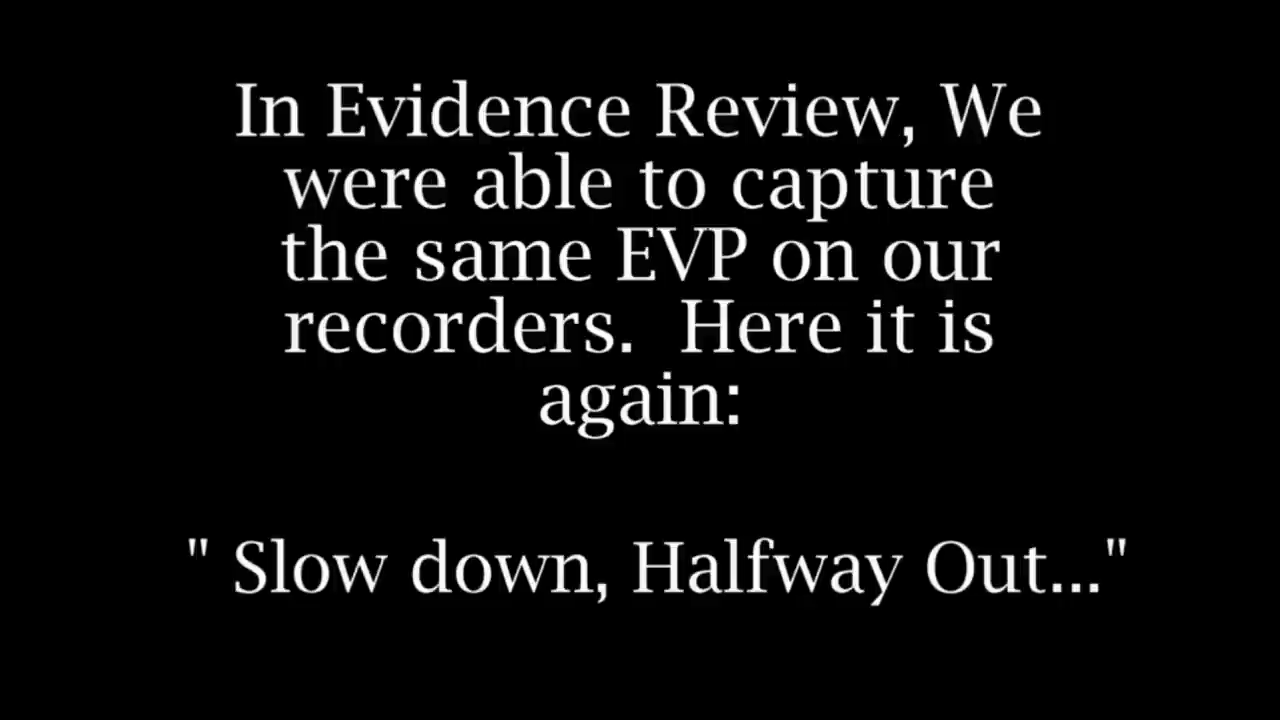 In Evidence Review, We
were able to capture
the same EVP on our
recorders.  Here it is
again:
" Slow down, Halfway Out..."